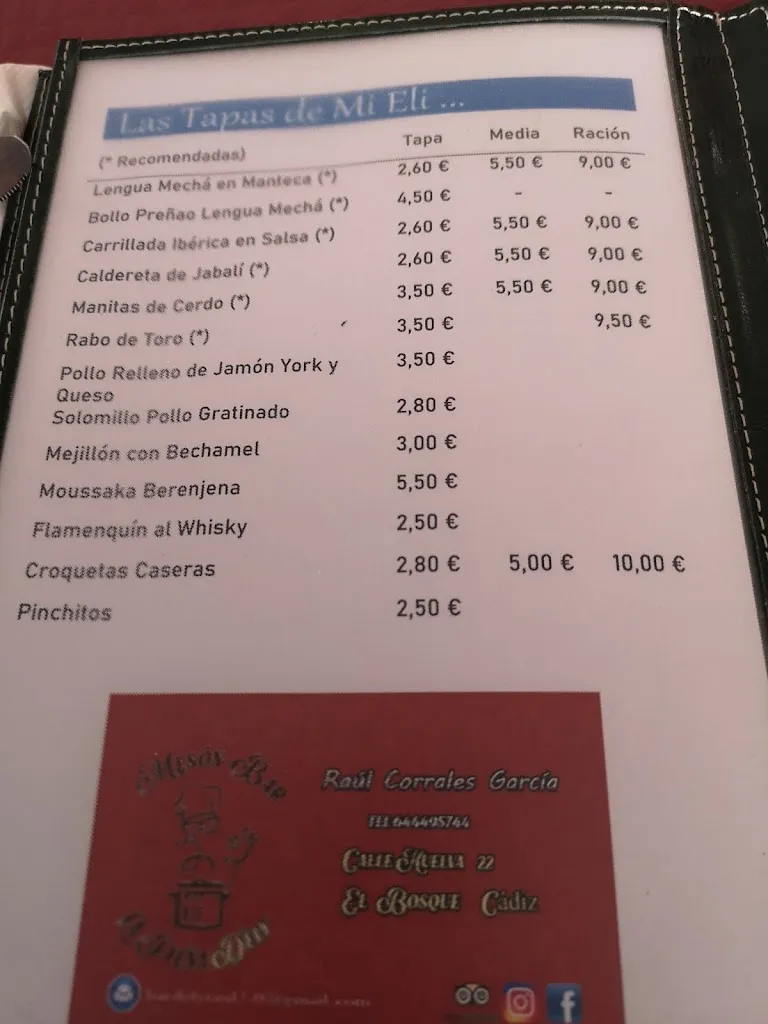 Las Tapas de Mi Eli ...
(* Recomendadas) Tapa Media Ración
Lengua Mechá en Manteca (*) 2,60 € 5,50 € 9,00 €
Bollo Preñao Lengua Mechá (*) 4,50 € - -
Carrillada Ibérica en Salsa (*) 2,60 € 5,50 € 9,00 €
Caldereta de Jabalí (*) 2,60 € 5,50 € 9,00 €
Manitas de Cerdo (*) 3,50 € 5,50 € 9,00 €
Rabo de Toro (*) 3,50 € 9,50 €
Pollo Relleno de Jamón York y 3,50 €
Queso
Solomillo Pollo Gratinado 2,80 €
Mejillón con Bechamel 3,00 €
Moussaka Berenjena 5,50 €
Flamenquín al Whisky 2,50 €
Croquetas Caseras 2,80 € 5,00 € 10,00 €
Pinchitos 2,50 €
Mesón Bar
Raúl Corrales García
TEL 644495764
Calle Huelva 22
El Bosque Cádiz